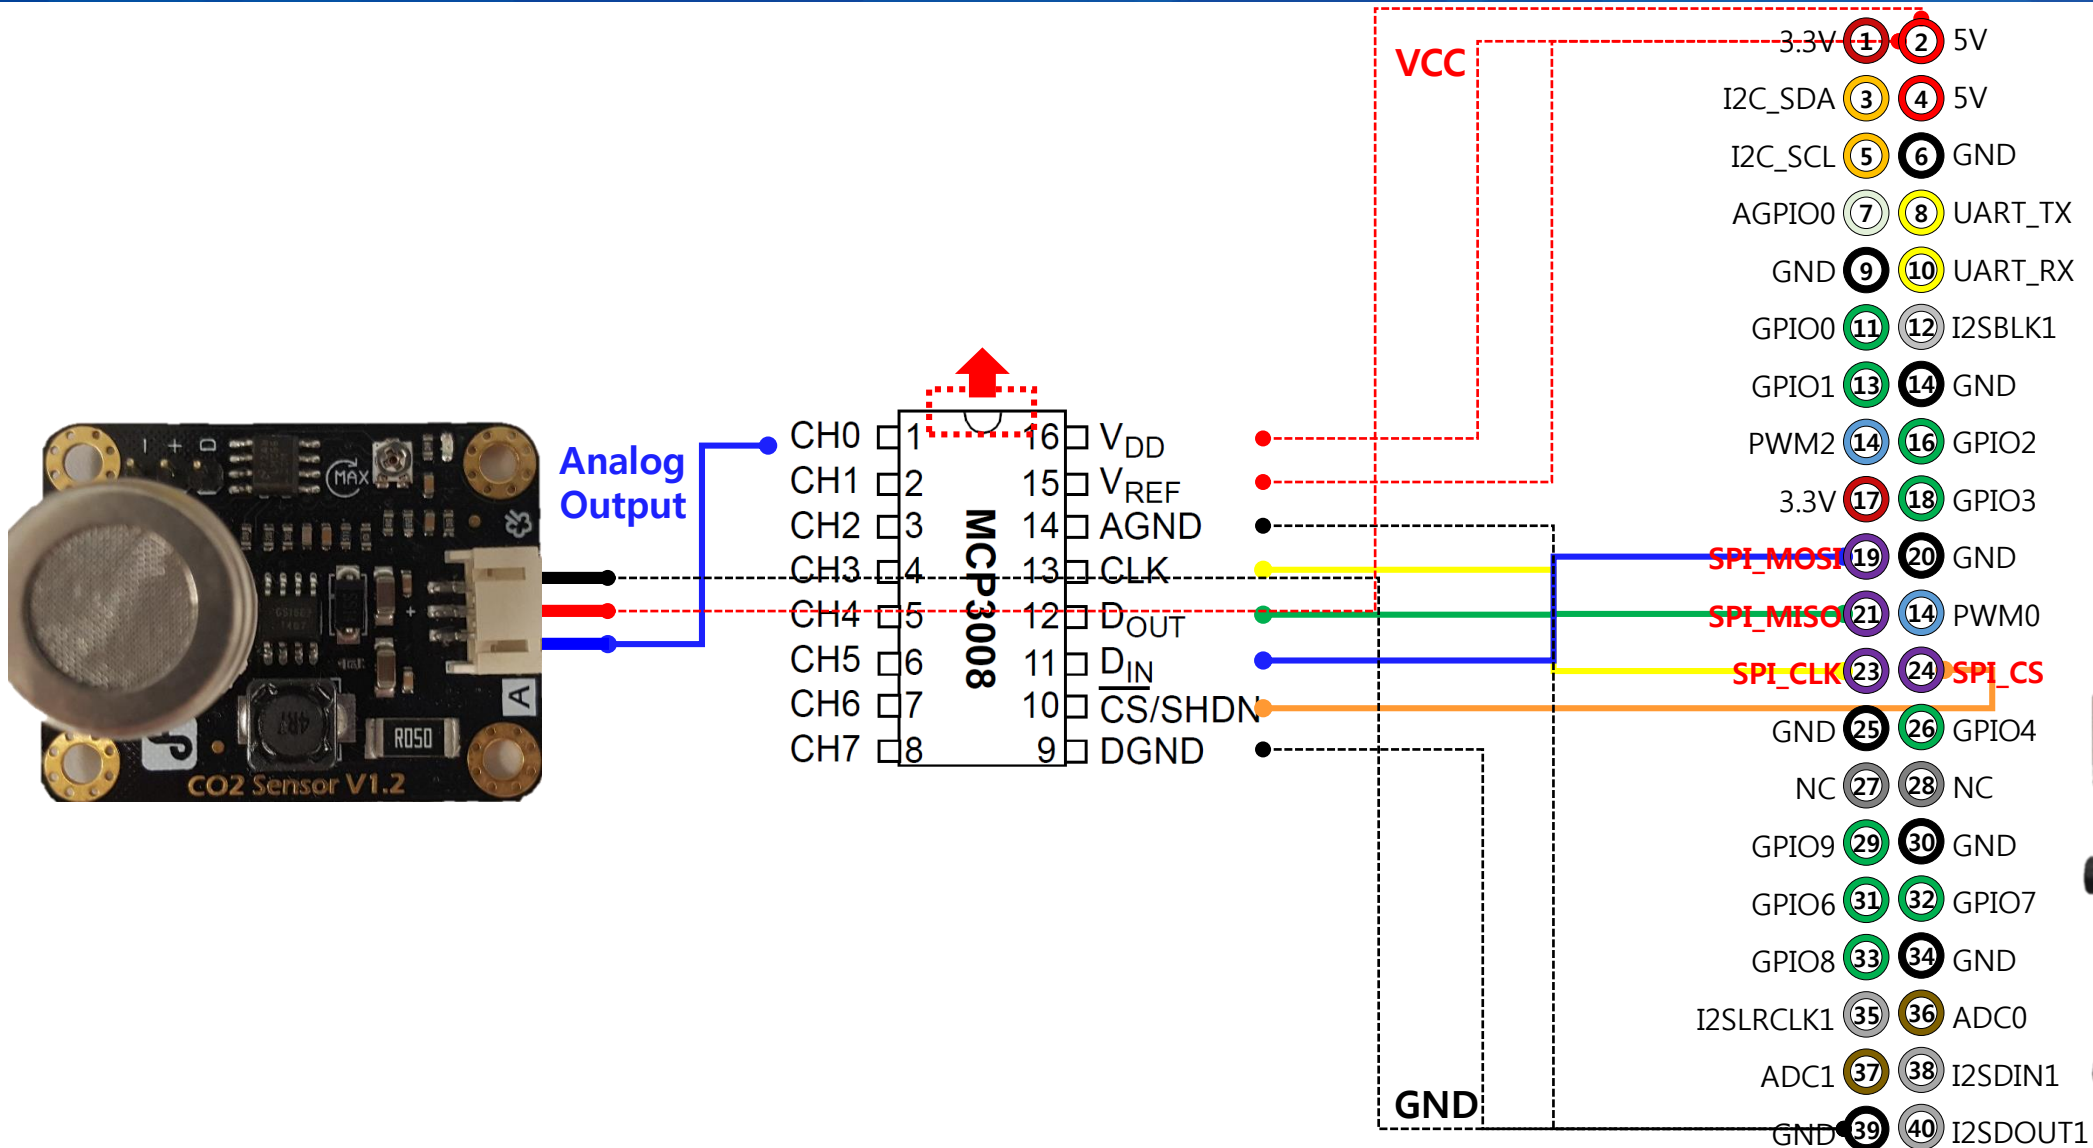 VCC
3.3V 1 2 5V
I2C_SDA 3 4 5V
I2C_SCL 5 6 GND
AGPIO0 7 8 UART_TX
GND 9 10 UART_RX
GPIO0 11 12 I2SBLK1
GPIO1 13 14 GND
PWM2 14 16 GPIO2
3.3V 17 18 GPIO3
SPI_MOSI 19 20 GND
SPI_MISO 21 14 PWM0
SPI_CLK 23 24 SPI_CS
GND 25 26 GPIO4
NC 27 28 NC
GPIO9 29 30 GND
GPIO6 31 32 GPIO7
GPIO8 33 34 GND
I2SLRCLK1 35 36 ADC0
ADC1 37 38 I2SDIN1
GND 39 40 I2SDOUT1
GND
Analog
Output
CH0 1 16 VDD
CH1 2 15 VREF
CH2 3 14 AGND
CH3 4 13 CLK
CH4 5 12 DOUT
CH5 6 11 DIN
CH6 7 10 CS/SHDN
CH7 8 9 DGND
MCP3008
- + D
MAX
+
A
4R7
R050
CO2 Sensor V1.2